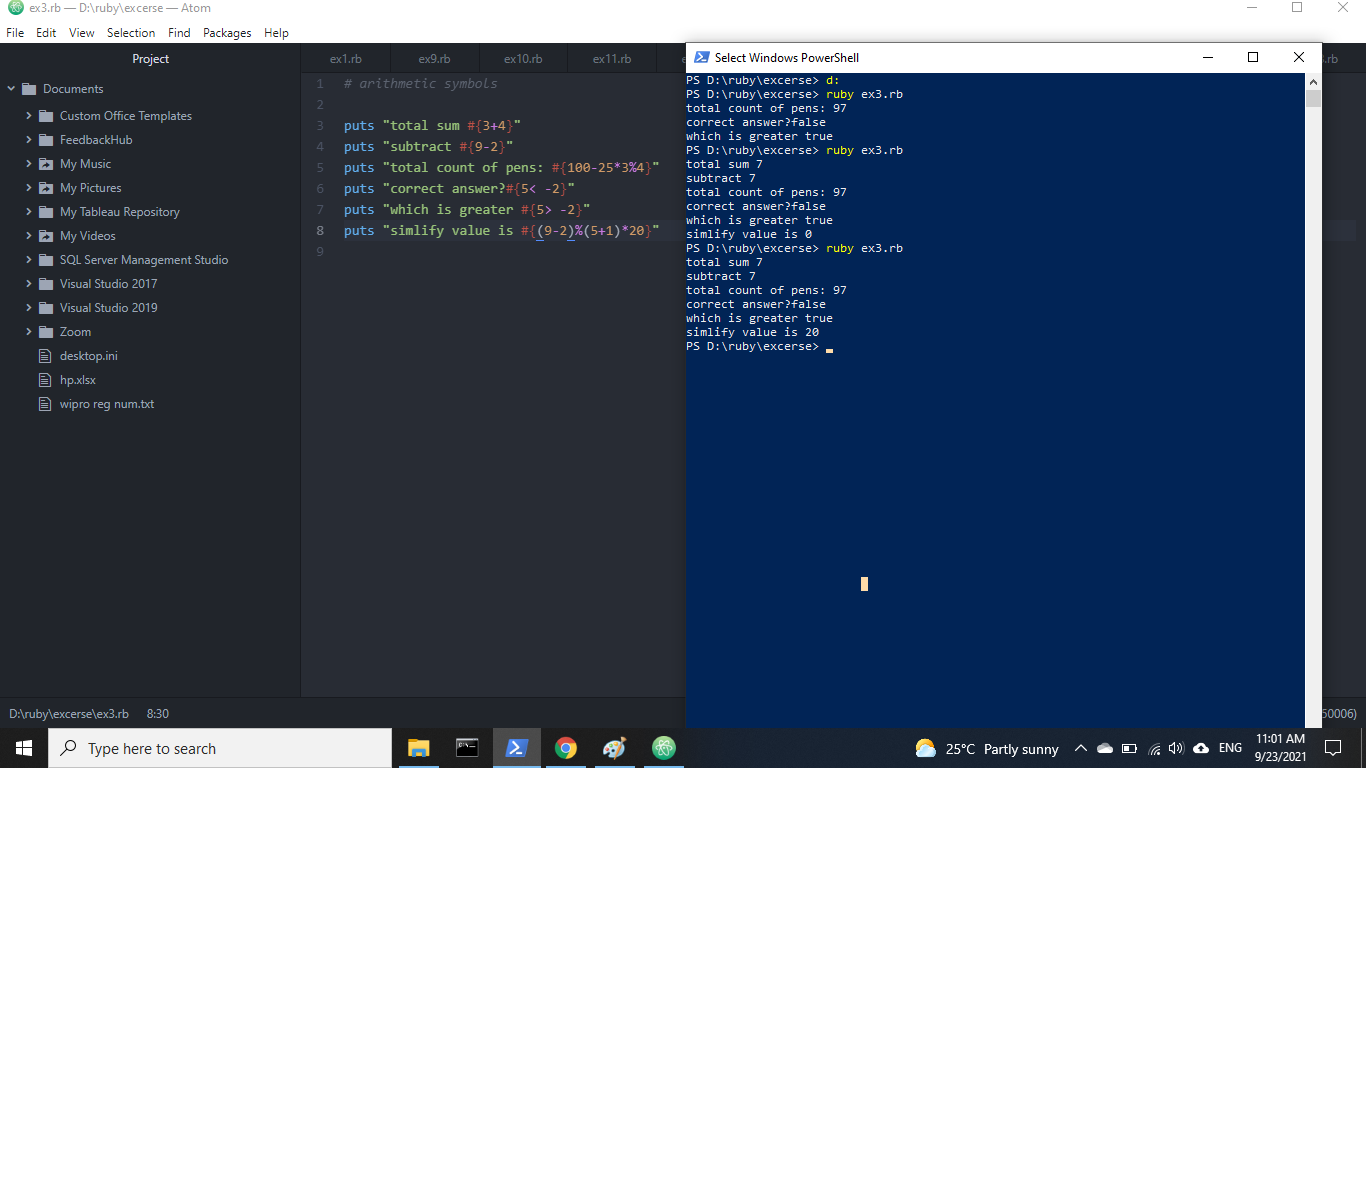 ex3.rb — D:\ruby\excerse — Atom
File Edit View Selection Find Packages Help
Project
Documents
Custom Office Templates
FeedbackHub
My Music
My Pictures
My Tableau Repository
My Videos
SQL Server Management Studio
Visual Studio 2017
Visual Studio 2019
Zoom
desktop.ini
hp.xlsx
wipro reg num.txt
ex1.rb ex9.rb ex10.rb ex11.rb
1 # arithmetic symbols
2
3 puts "total sum #{3+4}"
4 puts "subtract #{9-2}"
5 puts "total count of pens: #{100-25*3%4}"
6 puts "correct answer?#{5< -2}"
7 puts "which is greater #{5> -2}"
8 puts "simlify value is #{(9-2)%(5+1)*20}"
9
Select Windows PowerShell
PS D:\ruby\excerse> d:
PS D:\ruby\excerse> ruby ex3.rb
total count of pens: 97
correct answer?false
which is greater true
PS D:\ruby\excerse> ruby ex3.rb
total sum 7
subtract 7
total count of pens: 97
correct answer?false
which is greater true
simlify value is 0
PS D:\ruby\excerse> ruby ex3.rb
total sum 7
subtract 7
total count of pens: 97
correct answer?false
which is greater true
simlify value is 20
PS D:\ruby\excerse>
.rb
D:\ruby\excerse\ex3.rb 8:30
50006)
Type here to search
25°C Partly sunny
ENG
11:01 AM
9/23/2021